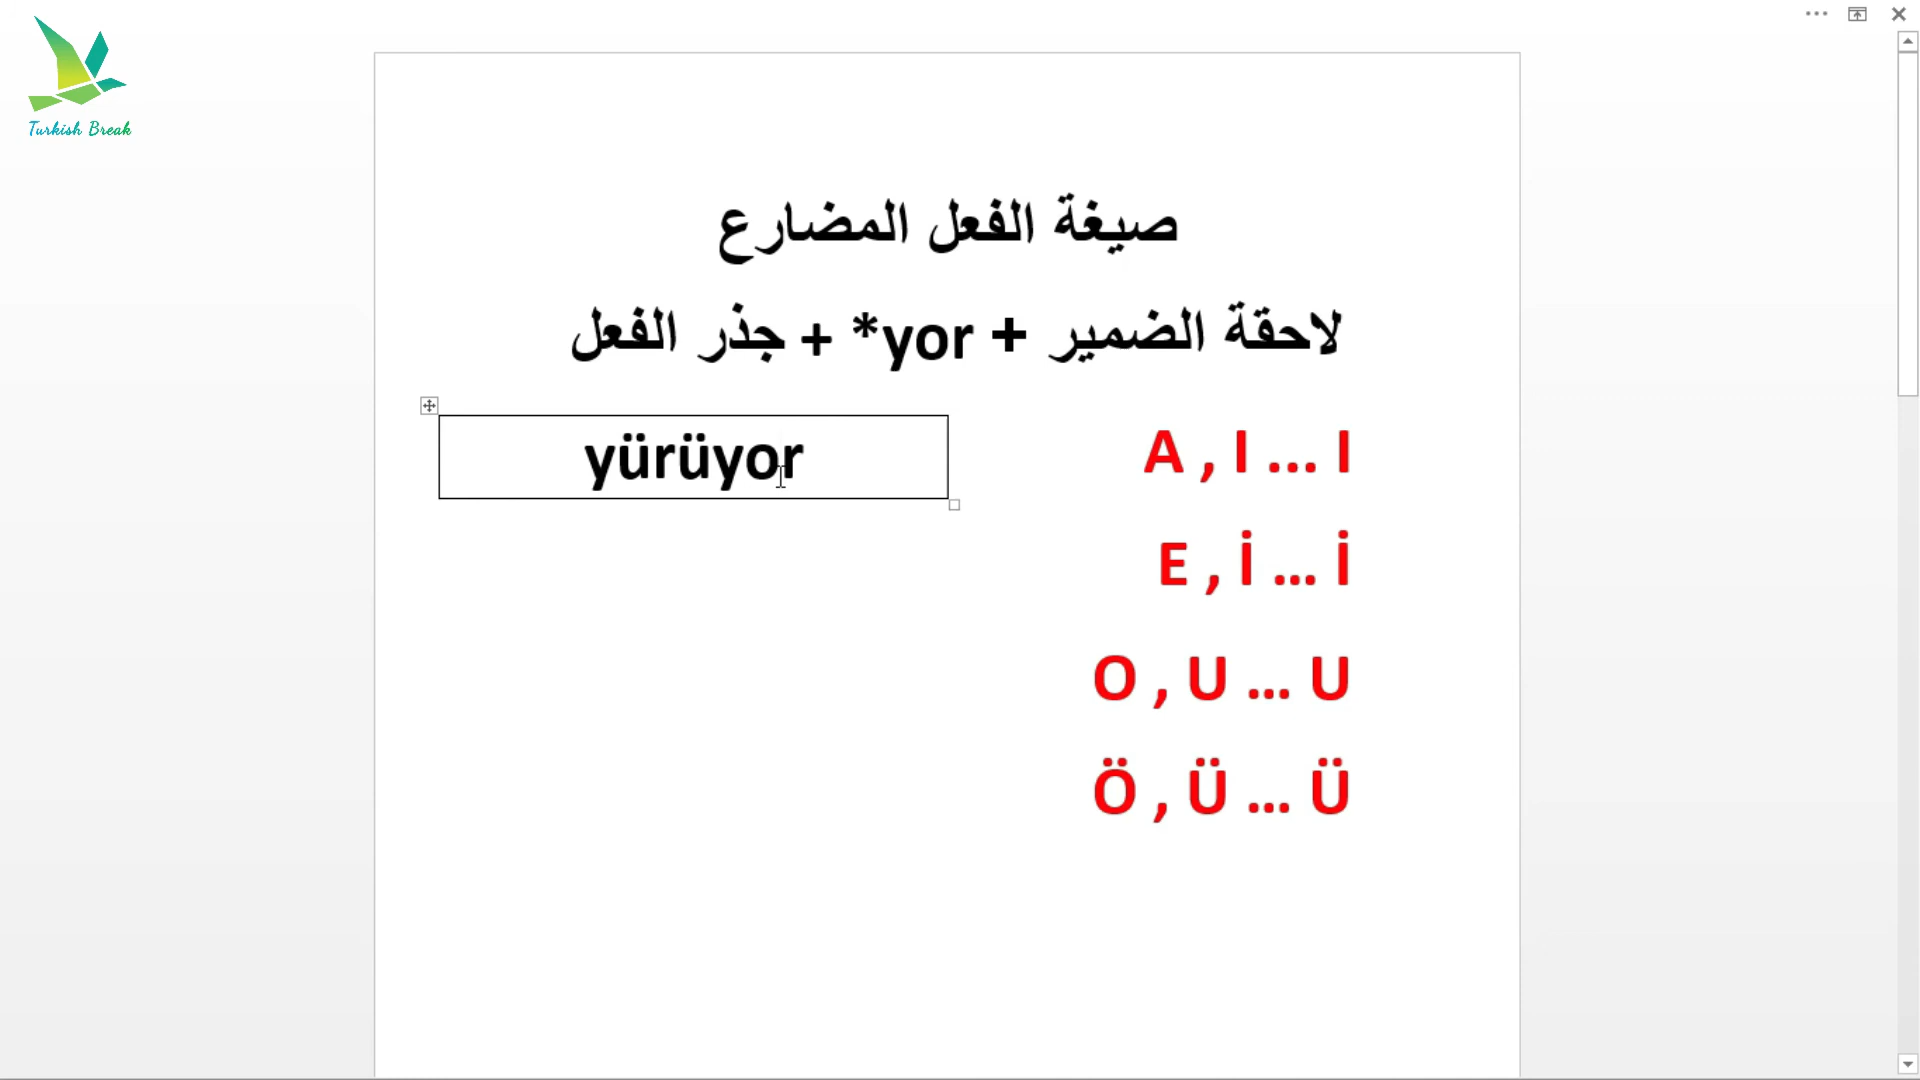 Turkish Break
صيغة الفعل المضارع
جذر الفعل + *yor + لاحقة الضمير
yürüyor
A , I ... I
E , İ ... İ
O , U ... U
Ö , Ü ... Ü